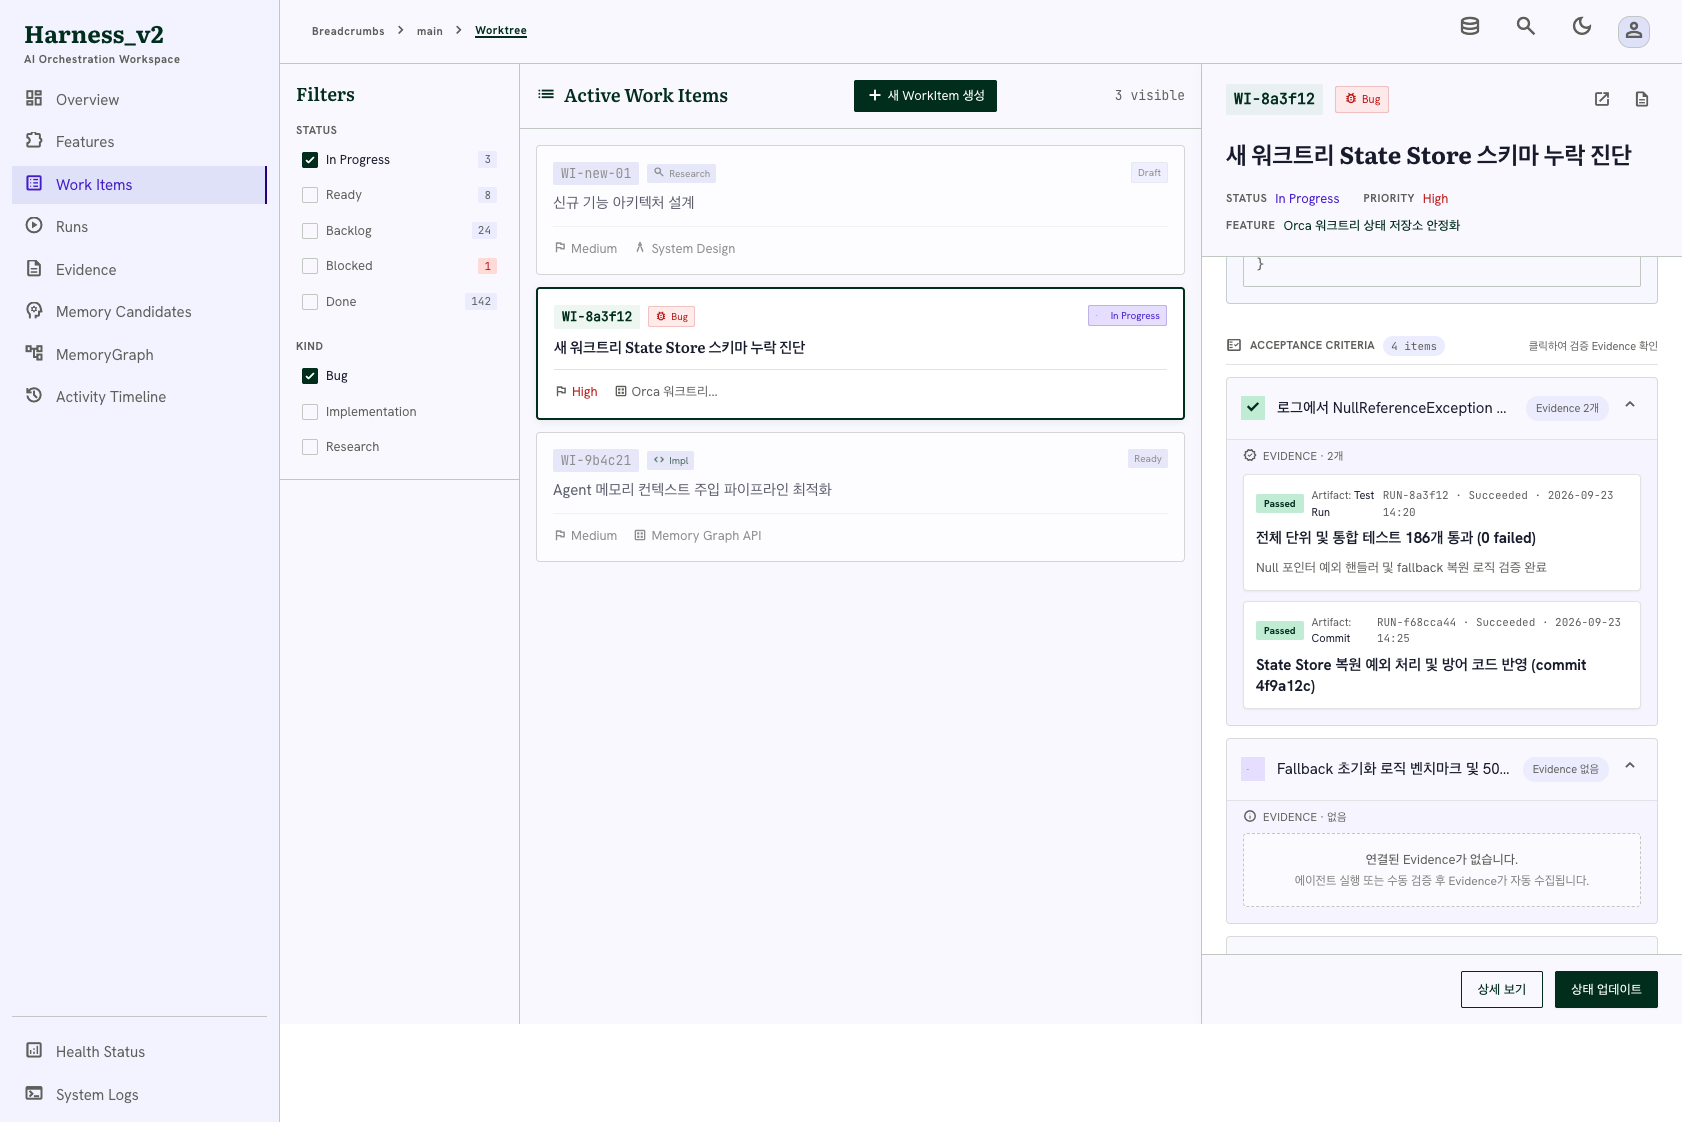 Harness_v2
AI Orchestration Workspace
Overview
Features
Work Items
Runs
Evidence
Memory Candidates
MemoryGraph
Activity Timeline
Health Status
System Logs
Breadcrumbs
main
Worktree
Filters
STATUS
In Progress 3
Ready 8
Backlog 24
Blocked 1
Done 142
KIND
Bug
Implementation
Research
Active Work Items
새 WorkItem 생성
3 visible
WI-new-01 Research Draft
신규 기능 아키텍처 설계
Medium System Design
WI-8a3f12 Bug In Progress
새 워크트리 State Store 스키마 누락 진단
High Orca 워크트리...
WI-9b4c21 Impl Ready
Agent 메모리 컨텍스트 주입 파이프라인 최적화
Medium Memory Graph API
WI-8a3f12 Bug
새 워크트리 State Store 스키마 누락 진단
STATUS In Progress PRIORITY High
FEATURE Orca 워크트리 상태 저장소 안정화
}
ACCEPTANCE CRITERIA 4 items 클릭하여 검증 Evidence 확인
로그에서 NullReferenceException ... Evidence 2개
EVIDENCE · 2개
Passed Artifact: Test Run RUN-8a3f12 · Succeeded · 2026-09-23 14:20
전체 단위 및 통합 테스트 186개 통과 (0 failed)
Null 포인터 예외 핸들러 및 fallback 복원 로직 검증 완료
Passed Artifact: Commit RUN-f68cca44 · Succeeded · 2026-09-23 14:25
State Store 복원 예외 처리 및 방어 코드 반영 (commit
4f9a12c)
Fallback 초기화 로직 벤치마크 및 50... Evidence 없음
EVIDENCE · 없음
연결된 Evidence가 없습니다.
에이전트 실행 또는 수동 검증 후 Evidence가 자동 수집됩니다.
상세 보기
상태 업데이트